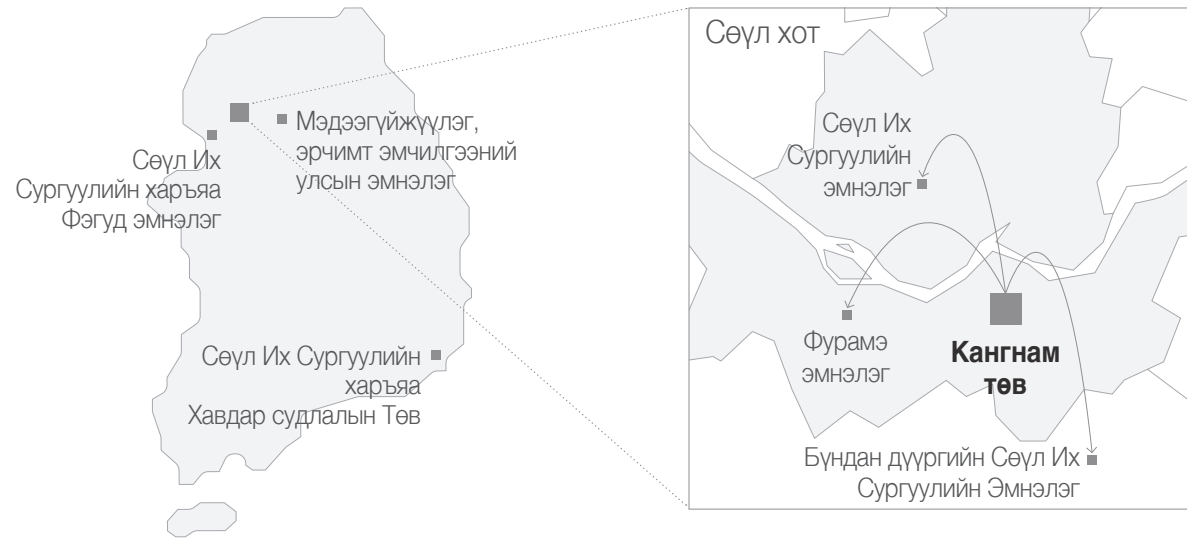 Мэдээгүйжүүлэг,
эрчимт эмчилгээний
улсын эмнэлэг
Сөүл Их
Сургуулийн харъяа
Фэгүд эмнэлэг
Сөүл Их Сургуулийн
харъяа
Хавдар судлалын Төв
Сөүл хот
Сөүл Их
Сургуулийн
эмнэлэг
Фурамэ
эмнэлэг
Кангнам
төв
Бүндан дүүргийн Сөүл Их
Сургуулийн Эмнэлэг